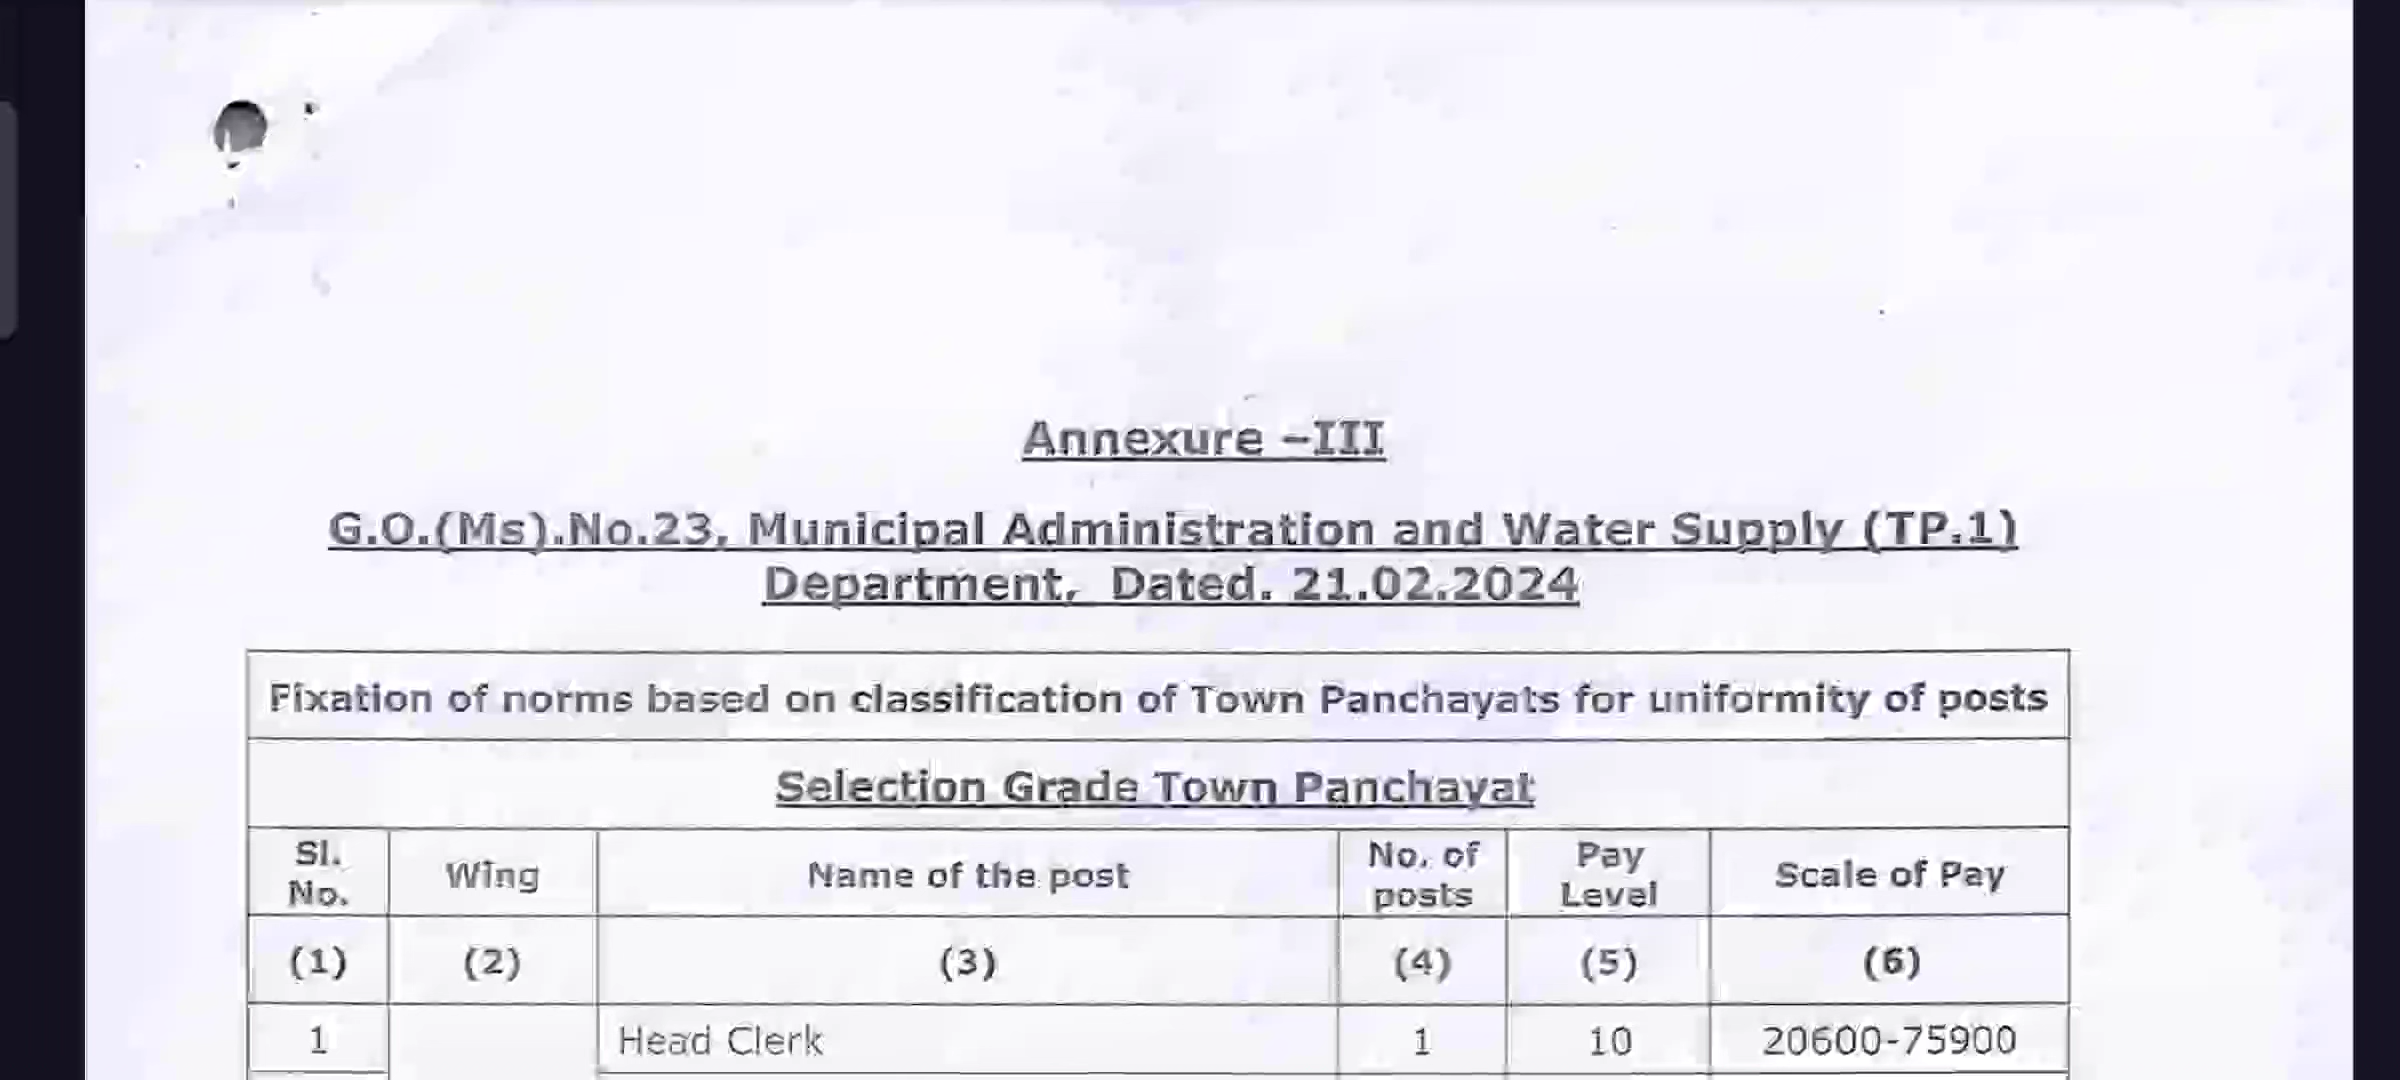 Annexure –III
G.O.(Ms).No.23, Municipal Administration and Water Supply (TP.1)
Department, Dated. 21.02.2024
Fixation of norms based on classification of Town Panchayats for uniformity of posts
Selection Grade Town Panchayat
Sl. No. Wing Name of the post No. of posts Pay Level Scale of Pay
(1) (2) (3) (4) (5) (6)
1 Head Clerk 1 10 20600-75900